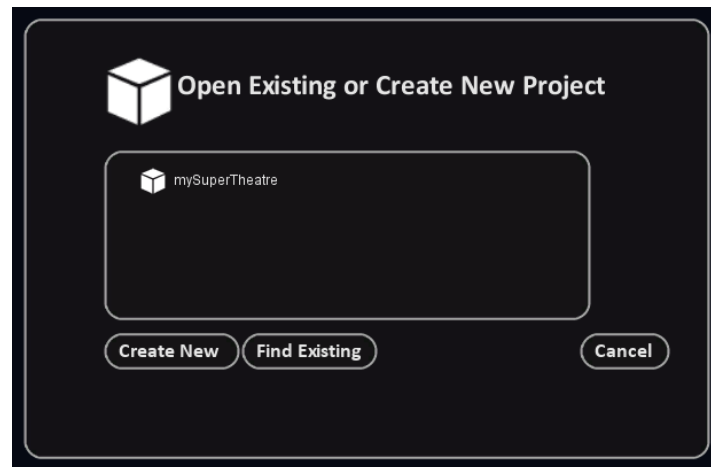 Open Existing or Create New Project
mySuperTheatre
Create New
Find Existing
Cancel